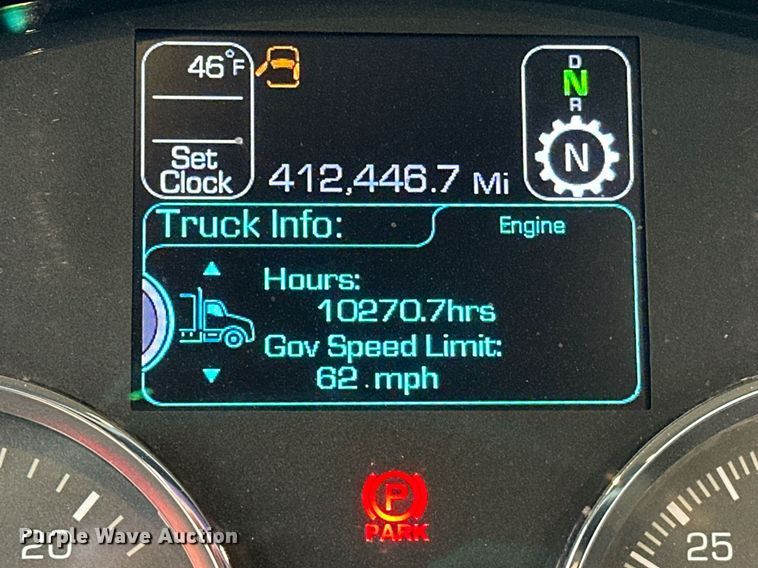 46°F
D
N
R
N
Set
Clock
412,446.7 Mi
Truck Info:
Engine
Hours:
10270.7hrs
Gov Speed Limit:
62 mph
P
PARK
20
25
Purple Wave Auction